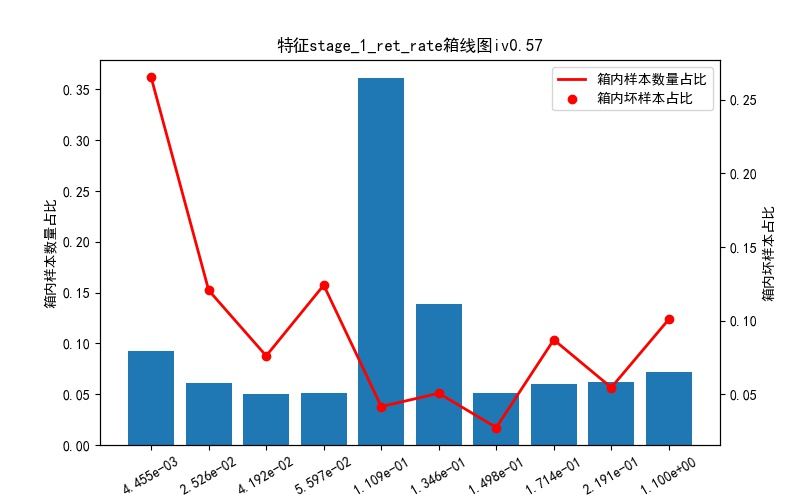 特征stage_1_ret_rate箱线图iv0.57
箱内样本数量占比
箱内坏样本占比
0.35
0.30
0.25
0.20
0.15
0.10
0.05
0.00
箱内样本数量占比
0.25
0.20
0.15
0.10
0.05
箱内坏样本占比
4.455e-03
2.526e-02
4.192e-02
5.597e-02
1.109e-01
1.346e-01
1.498e-01
1.714e-01
2.191e-01
1.100e+00